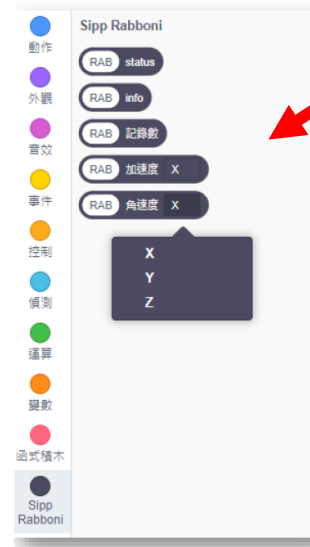 動作
外觀
音效
事件
控制
偵測
運算
變數
函式積木
Sipp
Rabboni
Sipp Rabboni
RAB status
RAB info
RAB 記錄數
RAB 加速度 X
RAB 角速度 X
X
Y
Z